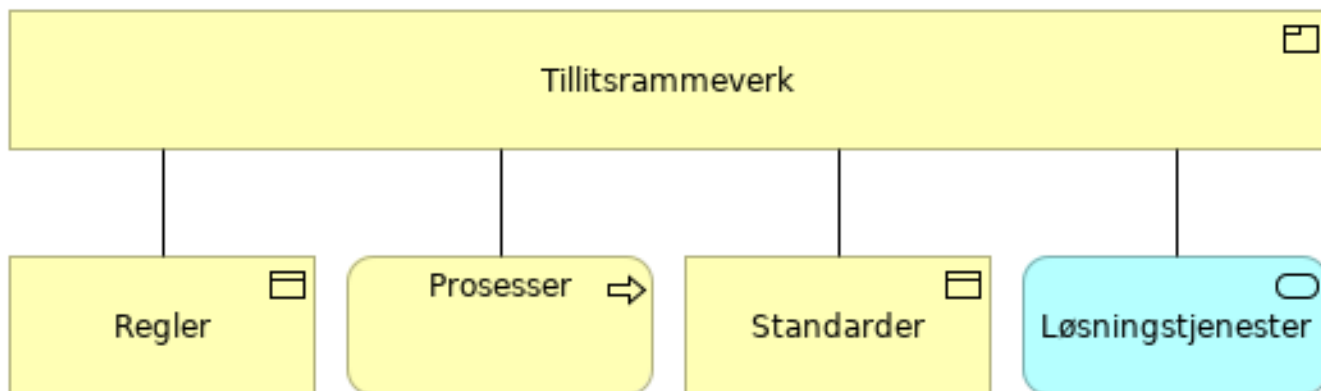 Tillitsrammeverk
Regler
Prosesser
Standarder
Løsningstjenester